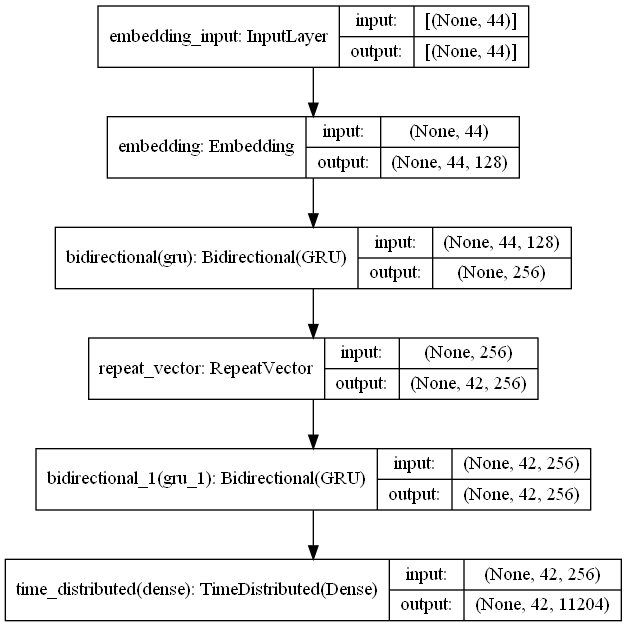 embedding_input: InputLayer
input: [(None, 44)]
output: [(None, 44)]
embedding: Embedding
input: (None, 44)
output: (None, 44, 128)
bidirectional(gru): Bidirectional(GRU)
input: (None, 44, 128)
output: (None, 256)
repeat_vector: RepeatVector
input: (None, 256)
output: (None, 42, 256)
bidirectional_1(gru_1): Bidirectional(GRU)
input: (None, 42, 256)
output: (None, 42, 256)
time_distributed(dense): TimeDistributed(Dense)
input: (None, 42, 256)
output: (None, 42, 11204)